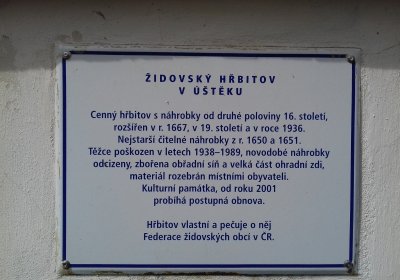 ŽIDOVSKÝ HŘBITOV
V ÚŠTĚKU
Cenný hřbitov s náhrobky od druhé poloviny 16. století,
rozšířen v r. 1667, v 19. století a v roce 1936.
Nejstarší čitelné náhrobky z r. 1650 a 1651.
Těžce poškozen v letech 1938–1989, novodobé náhrobky
odcizeny, zbořena obřadní síň a velká část ohradní zdi,
materiál rozebrán místními obyvateli.
Kulturní památka, od roku 2001
probíhá postupná obnova.
Hřbitov vlastní a pečuje o něj
Federace židovských obcí v ČR.